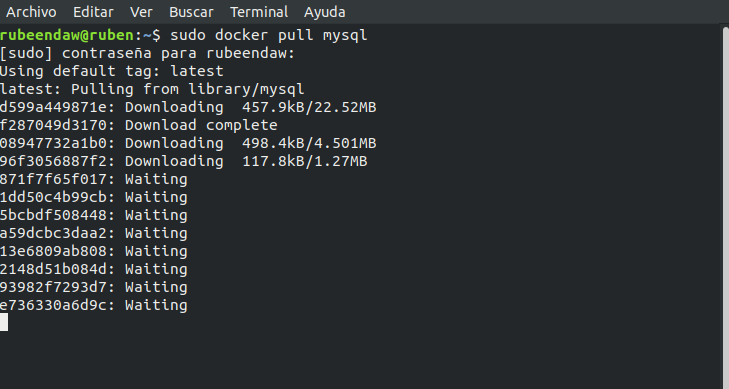 Archivo Editar Ver Buscar Terminal Ayuda
rubeendaw@ruben:~$ sudo docker pull mysql
[sudo] contraseña para rubeendaw:
Using default tag: latest
latest: Pulling from library/mysql
d599a449871e: Downloading  457.9kB/22.52MB
f287049d3170: Download complete
08947732a1b0: Downloading  498.4kB/4.501MB
96f3056887f2: Downloading  117.8kB/1.27MB
871f7f65f017: Waiting
1dd50c4b99cb: Waiting
5bcbdf508448: Waiting
a59dcbc3daa2: Waiting
13e6809ab808: Waiting
2148d51b084d: Waiting
93982f7293d7: Waiting
e736330a6d9c: Waiting